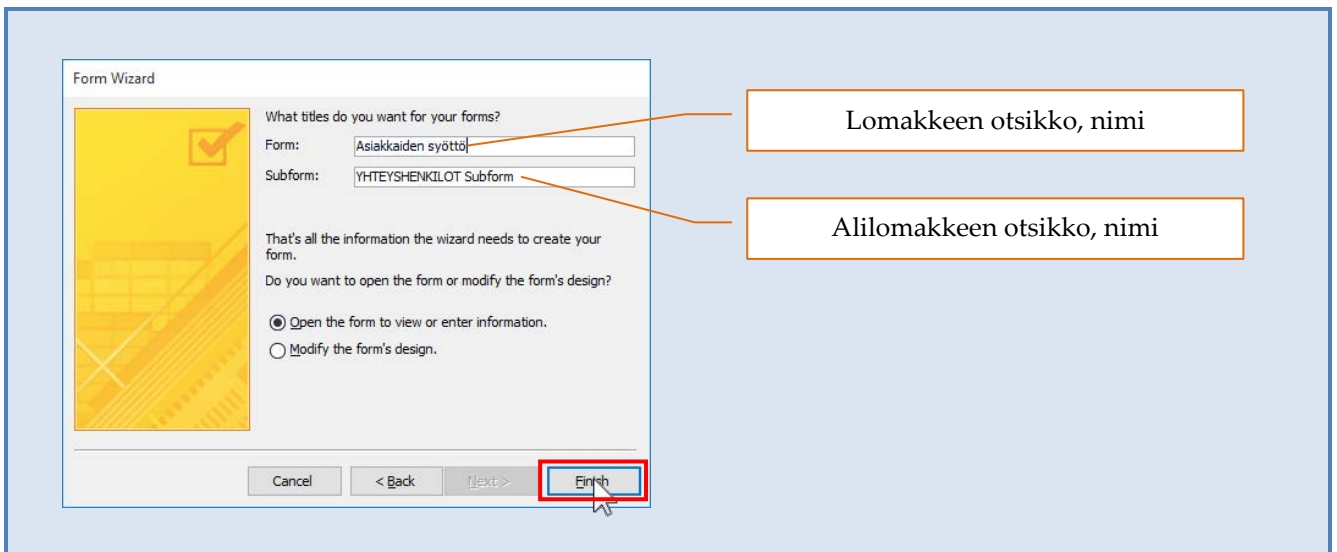 Form Wizard
What titles do you want for your forms?
Form:
Asiakkaiden syöttö
Subform:
YHTEYSHENKILOT Subform
Lomakkeen otsikko, nimi
Alilomakkeen otsikko, nimi
That's all the information the wizard needs to create your
form.
Do you want to open the form or modify the form's design?
Open the form to view or enter information.
Modify the form's design.
Cancel
< Back
Next >
Finish